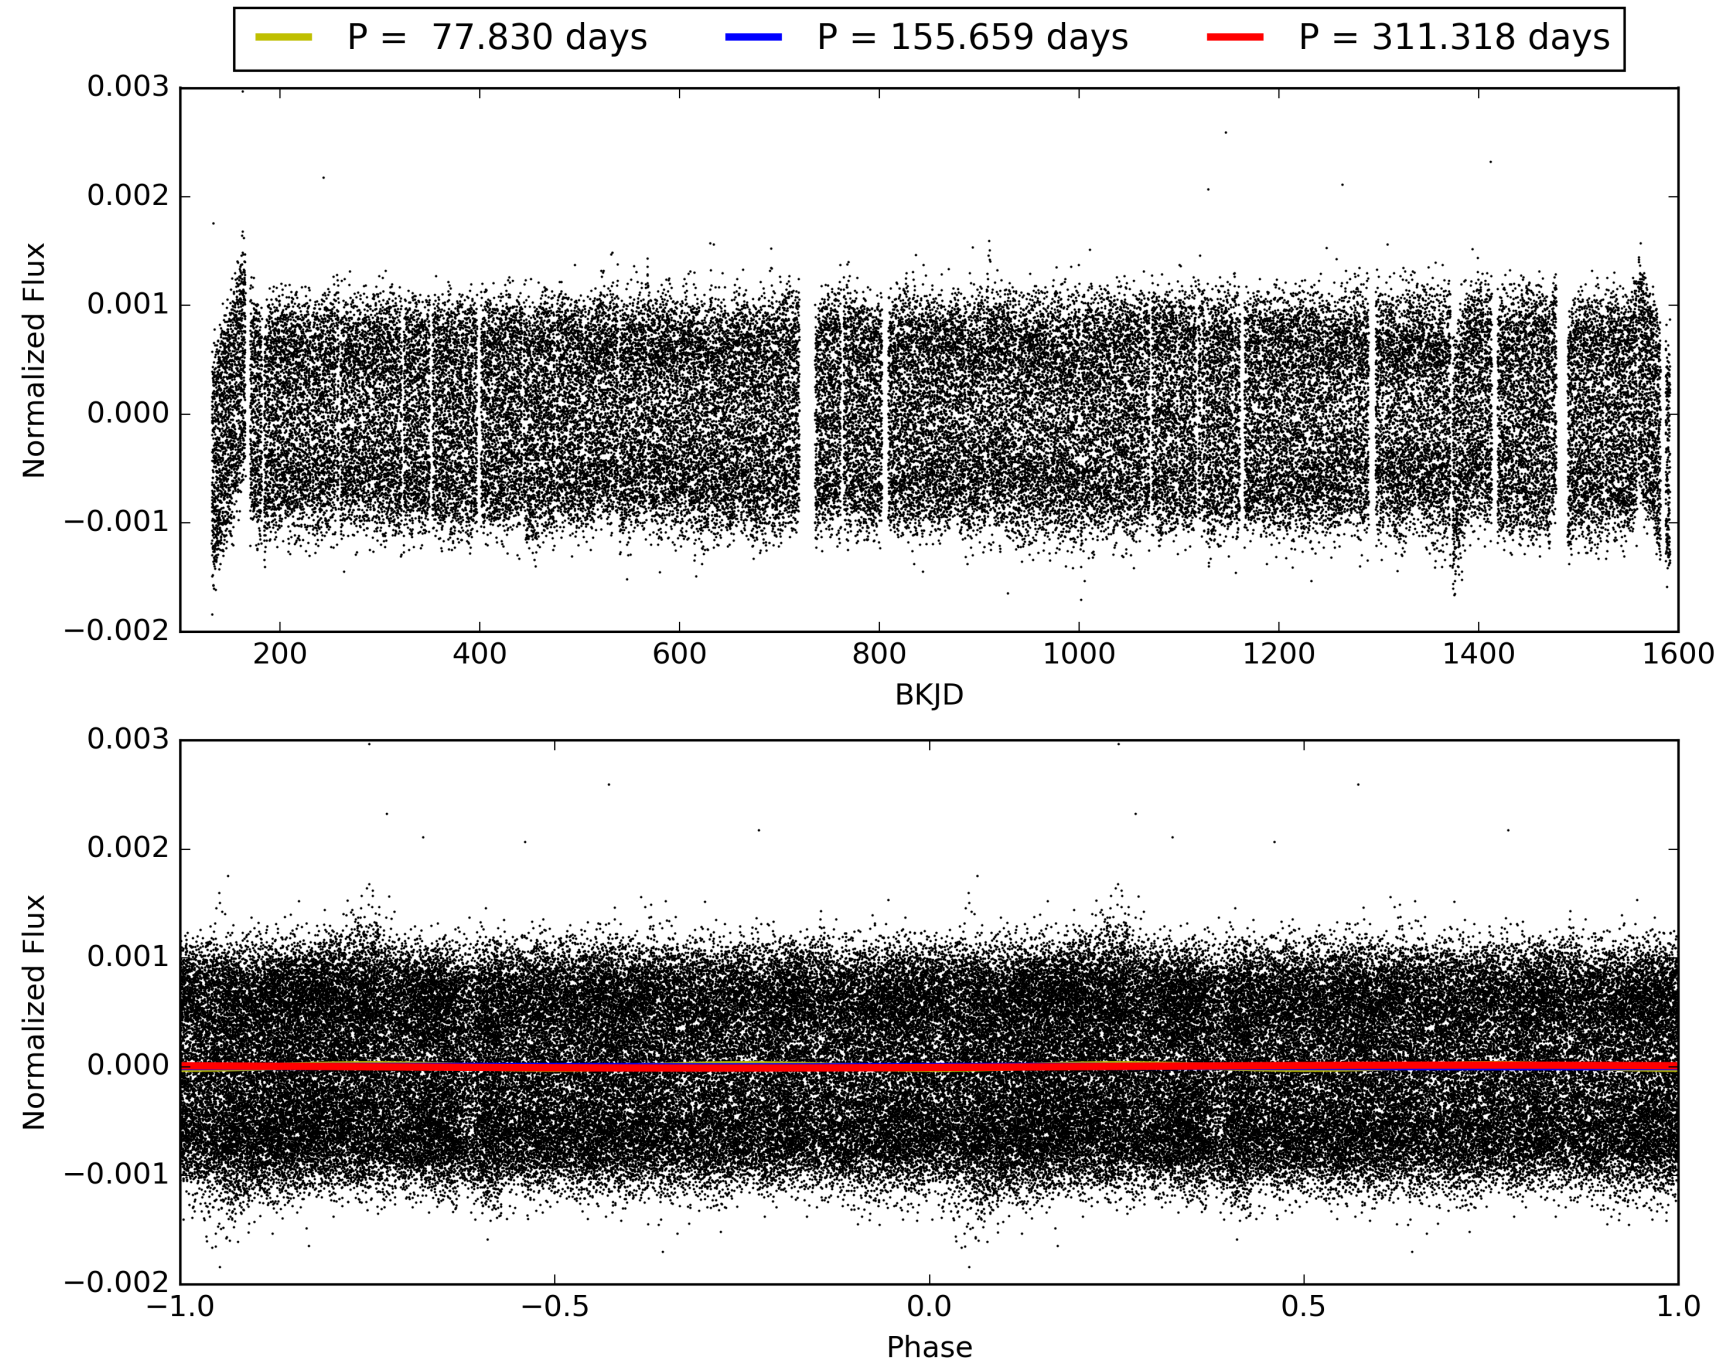 P =  77.830 days P = 155.659 days P = 311.318 days
0.003
0.002
0.001
0.000
−0.001
−0.002
Normalized Flux
200 400 600 800 1000 1200 1400 1600
BKJD
0.003
0.002
0.001
0.000
−0.001
−0.002
Normalized Flux
−1.0 −0.5 0.0 0.5 1.0
Phase